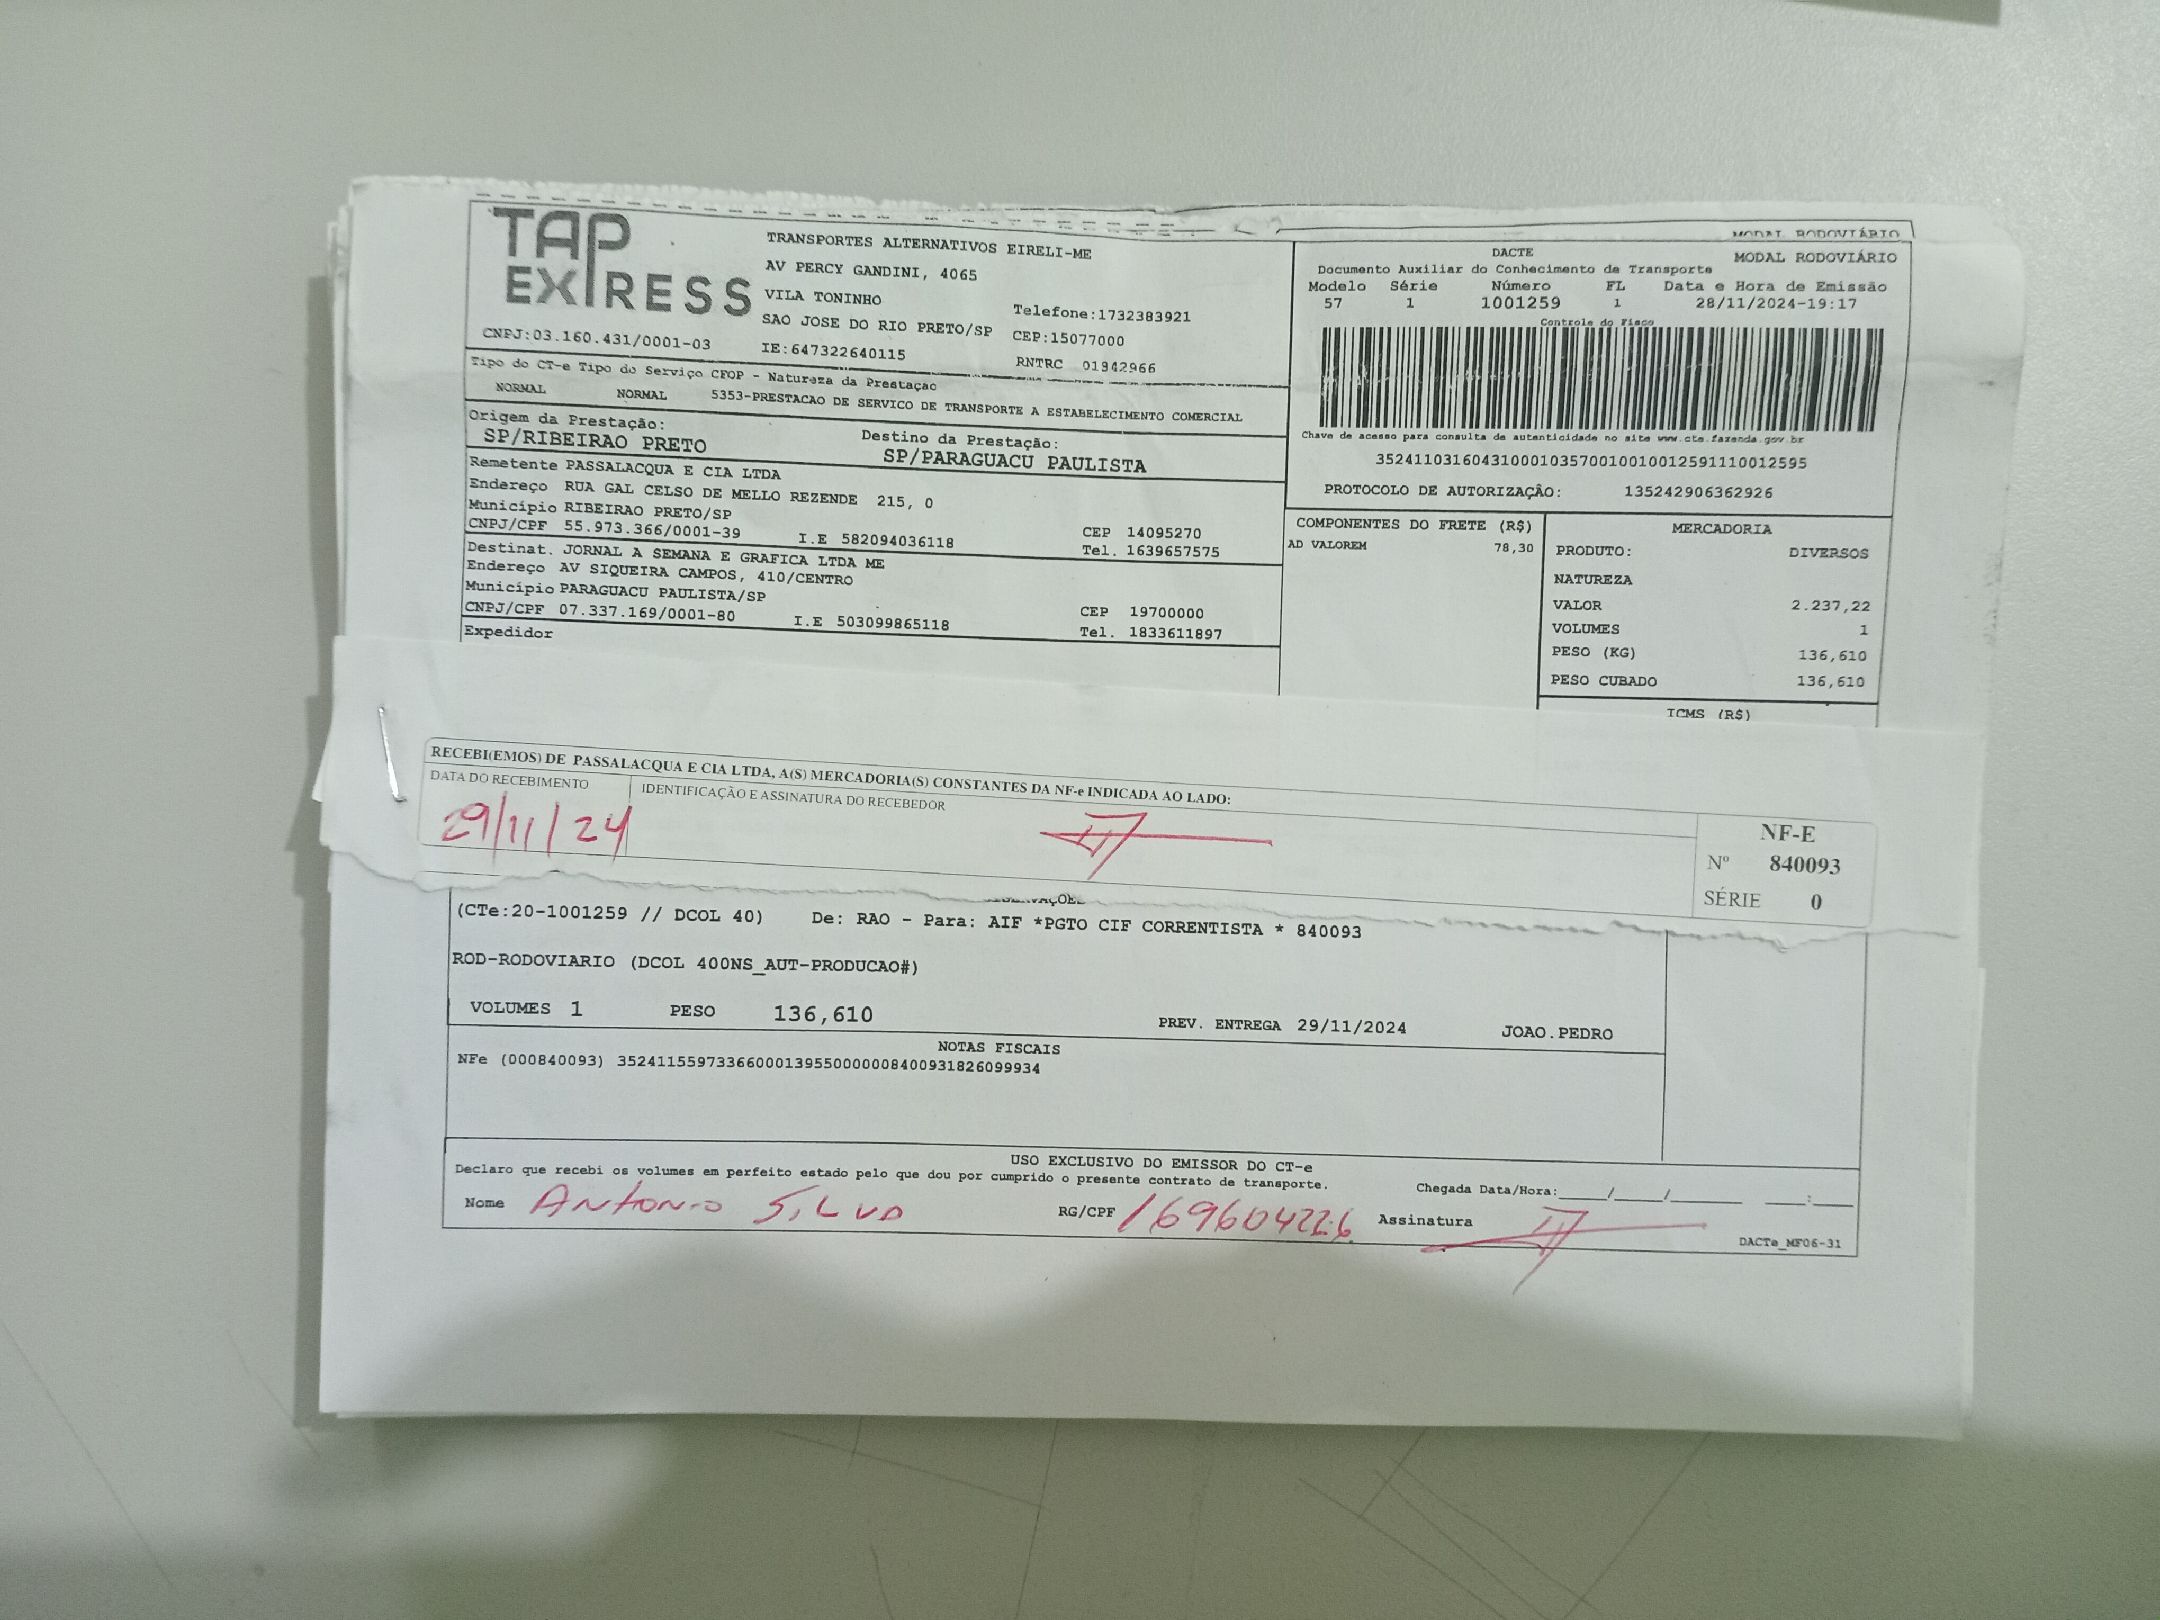 MODAL RODOVIÁRIO
TAP EXPRESS
TRANSPORTES ALTERNATIVOS EIRELI-ME
AV PERCY GANDINI, 4065
VILA TONINHO
Telefone:1732383921
SAO JOSE DO RIO PRETO/SP CEP:15077000
CNPJ:03.160.431/0001-03 IE:647322640115 RNTRC 01942966
DACTE
MODAL RODOVIÁRIO
Documento Auxiliar do Conhecimento de Transporte
Modelo Série Número FL Data e Hora de Emissão
57 1 1001259 1 28/11/2024-19:17
Controle do Fisco
Chave de acesso para consulta de autenticidade no site www.cte.fazenda.gov.br
35241103160431000103570010010012591110012595
PROTOCOLO DE AUTORIZAÇÃO: 135242906362926
Tipo do CT-e Tipo do Serviço CFOP - Natureza da Prestação
NORMAL NORMAL 5353-PRESTACAO DE SERVICO DE TRANSPORTE A ESTABELECIMENTO COMERCIAL
Origem da Prestação: Destino da Prestação:
SP/RIBEIRAO PRETO SP/PARAGUACU PAULISTA
Remetente PASSALACQUA E CIA LTDA
Endereço RUA GAL CELSO DE MELLO REZENDE 215, 0
Município RIBEIRAO PRETO/SP CEP 14095270
CNPJ/CPF 55.973.366/0001-39 I.E 582094036118 Tel. 1639657575
Destinat. JORNAL A SEMANA E GRAFICA LTDA ME
Endereço AV SIQUEIRA CAMPOS, 410/CENTRO
Município PARAGUACU PAULISTA/SP CEP 19700000
CNPJ/CPF 07.337.169/0001-80 I.E 503099865118 Tel. 1833611897
Expedidor
COMPONENTES DO FRETE (R$)
AD VALOREM 78,30
MERCADORIA
PRODUTO: DIVERSOS
NATUREZA
VALOR 2.237,22
VOLUMES 1
PESO (KG) 136,610
PESO CUBADO 136,610
ICMS (R$)
RECEBI(EMOS) DE PASSALACQUA E CIA LTDA, A(S) MERCADORIA(S) CONSTANTES DA NF-e INDICADA AO LADO:
DATA DO RECEBIMENTO IDENTIFICAÇÃO E ASSINATURA DO RECEBEDOR
29/11/24
NF-E
Nº 840093
SÉRIE 0
(CTe:20-1001259 // DCOL 40) De: RAO - Para: AIF *PGTO CIF CORRENTISTA * 840093
ROD-RODOVIARIO (DCOL 400NS_AUT-PRODUCAO#)
VOLUMES 1 PESO 136,610 PREV. ENTREGA 29/11/2024 JOAO.PEDRO
NOTAS FISCAIS
NFe (000840093) 35241155973366000139550000008400931826099934
USO EXCLUSIVO DO EMISSOR DO CT-e
Declaro que recebi os volumes em perfeito estado pelo que dou por cumprido o presente contrato de transporte. Chegada Data/Hora:____/____/______ ____:____
Nome Antonio Silva RG/CPF 169604226 Assinatura
DACTe_MF06-31